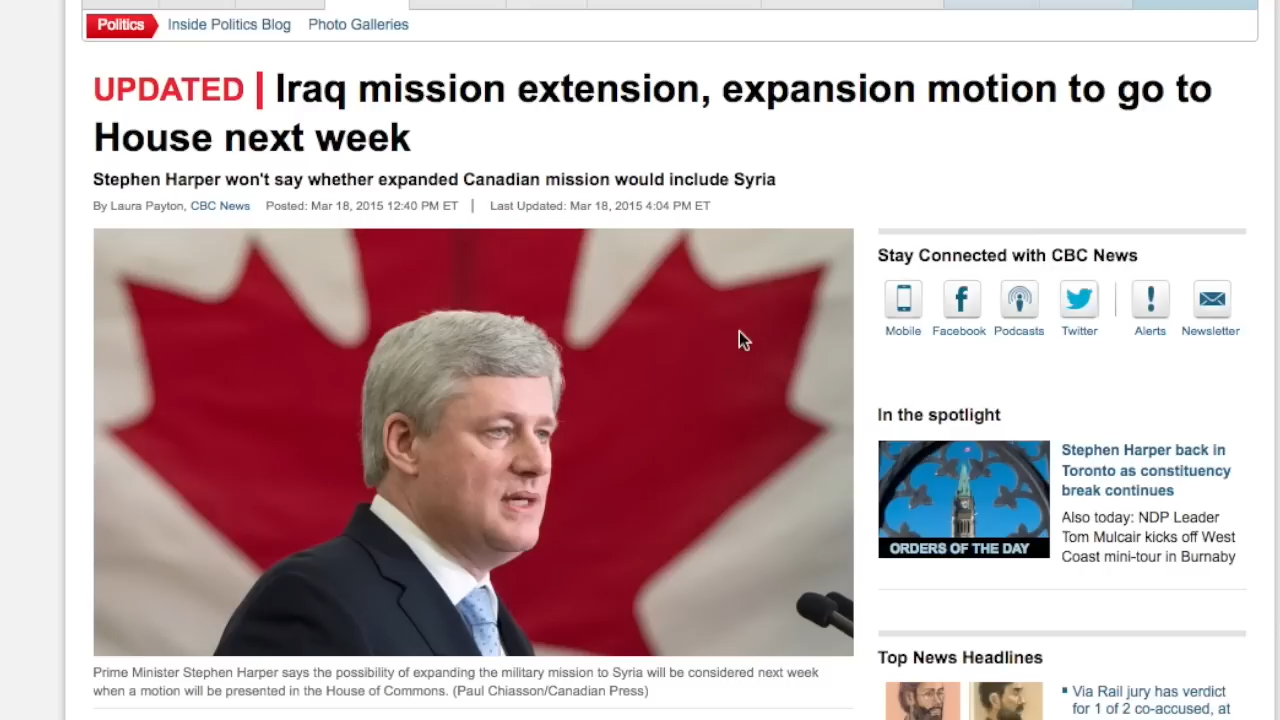 Politics Inside Politics Blog Photo Galleries
UPDATED | Iraq mission extension, expansion motion to go to
House next week
Stephen Harper won't say whether expanded Canadian mission would include Syria
By Laura Payton, CBC News Posted: Mar 18, 2015 12:40 PM ET | Last Updated: Mar 18, 2015 4:04 PM ET
Prime Minister Stephen Harper says the possibility of expanding the military mission to Syria will be considered next week
when a motion will be presented in the House of Commons. (Paul Chiasson/Canadian Press)
Stay Connected with CBC News
Mobile Facebook Podcasts Twitter Alerts Newsletter
In the spotlight
ORDERS OF THE DAY
Stephen Harper back in
Toronto as constituency
break continues
Also today: NDP Leader
Tom Mulcair kicks off West
Coast mini-tour in Burnaby
Top News Headlines
Via Rail jury has verdict
for 1 of 2 co-accused, at